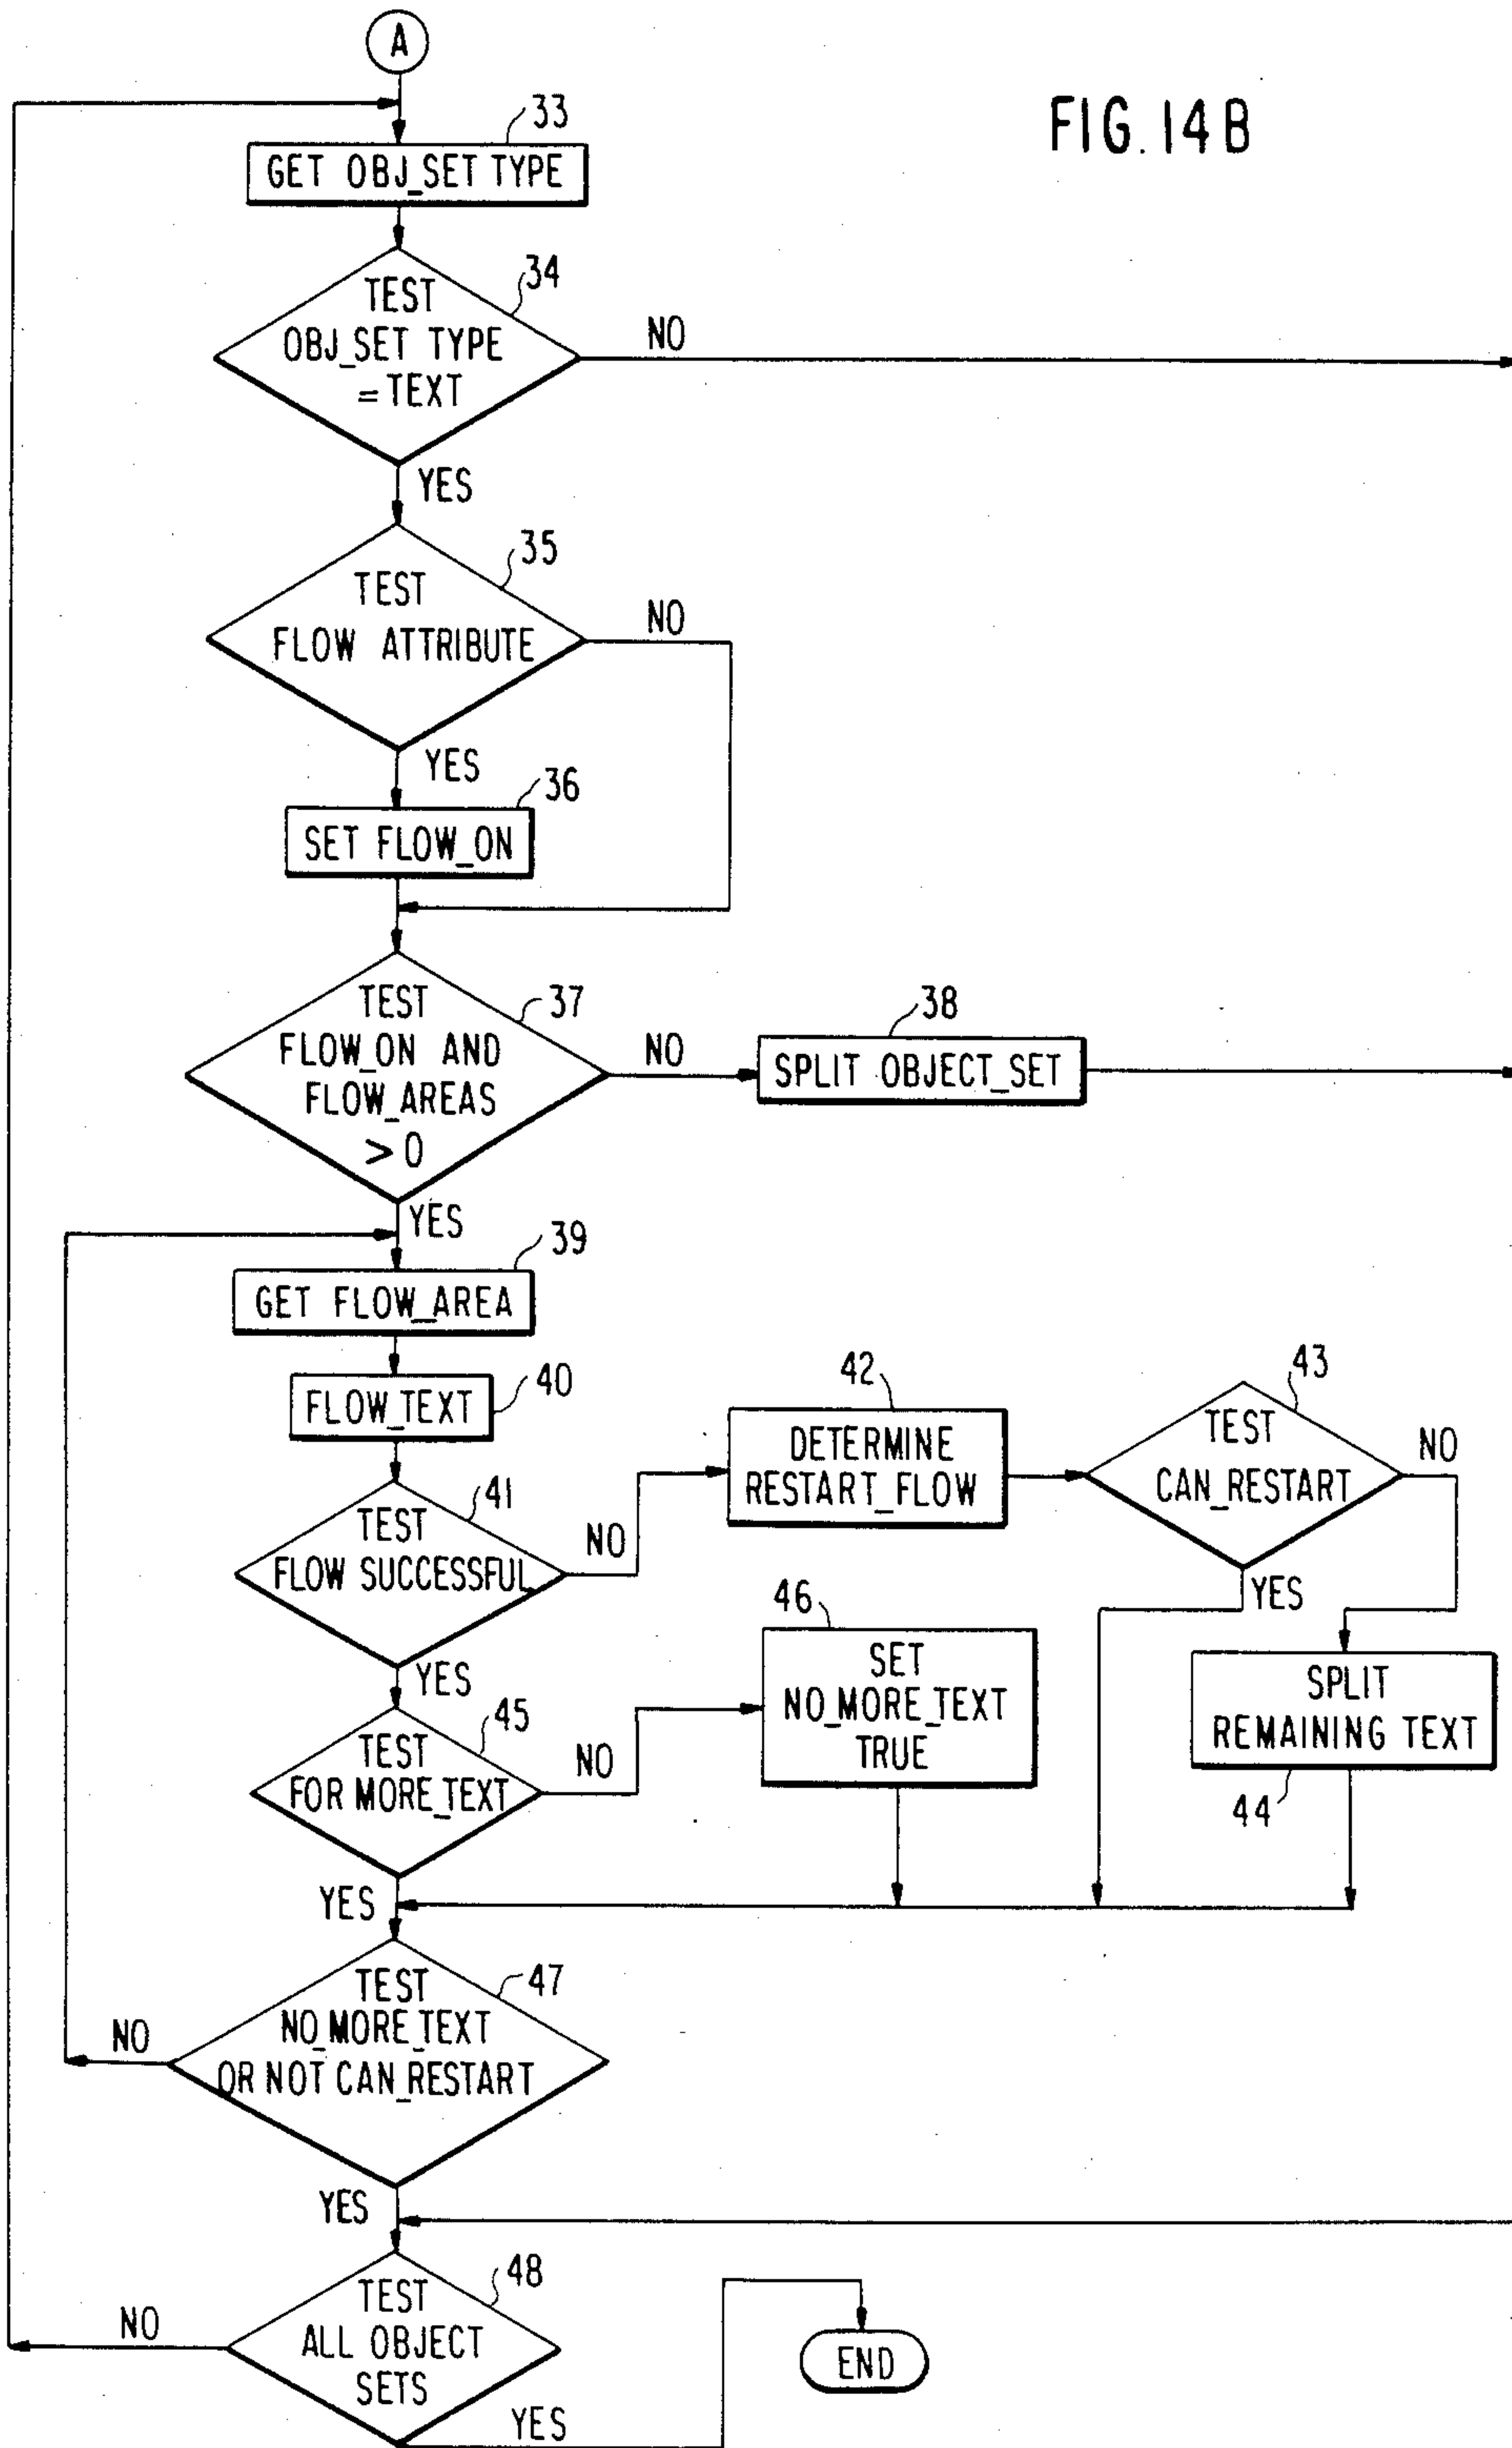 A
FIG. 14B
33
GET OBJ_SET TYPE
34
TEST
OBJ_SET TYPE
= TEXT
NO
YES
35
TEST
FLOW ATTRIBUTE
NO
YES
36
SET FLOW_ON
37
TEST
FLOW_ON AND
FLOW_AREAS
> 0
NO
38
SPLIT OBJECT_SET
YES
39
GET FLOW_AREA
40
FLOW_TEXT
41
TEST
FLOW SUCCESSFUL
NO
42
DETERMINE
RESTART_FLOW
43
TEST
CAN_RESTART
NO
YES
SPLIT
REMAINING TEXT
44
YES
45
TEST
FOR MORE_TEXT
NO
46
SET
NO_MORE_TEXT
TRUE
YES
47
TEST
NO_MORE_TEXT
OR NOT CAN_RESTART
NO
YES
48
TEST
ALL OBJECT
SETS
NO
YES
END